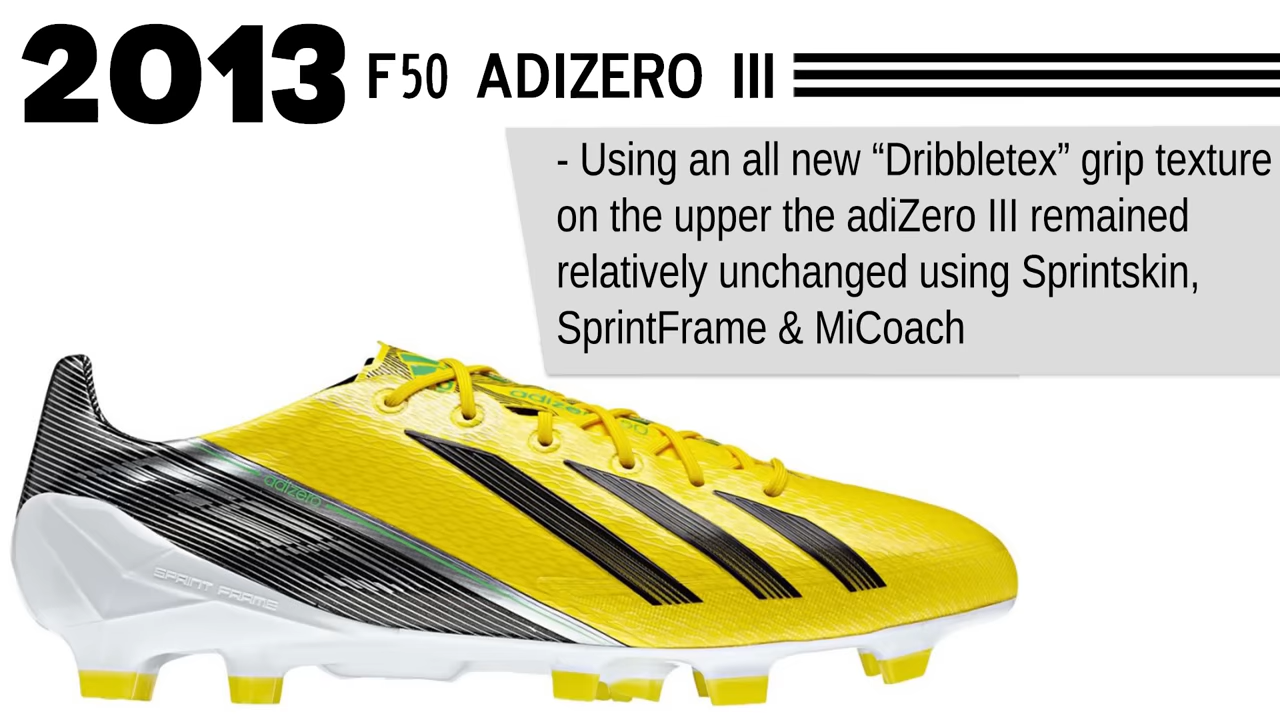 2013 F50 ADIZERO III
- Using an all new “Dribbletex” grip texture
on the upper the adiZero III remained
relatively unchanged using Sprintskin,
SprintFrame & MiCoach
adizero
adizero
SPRINT FRAME